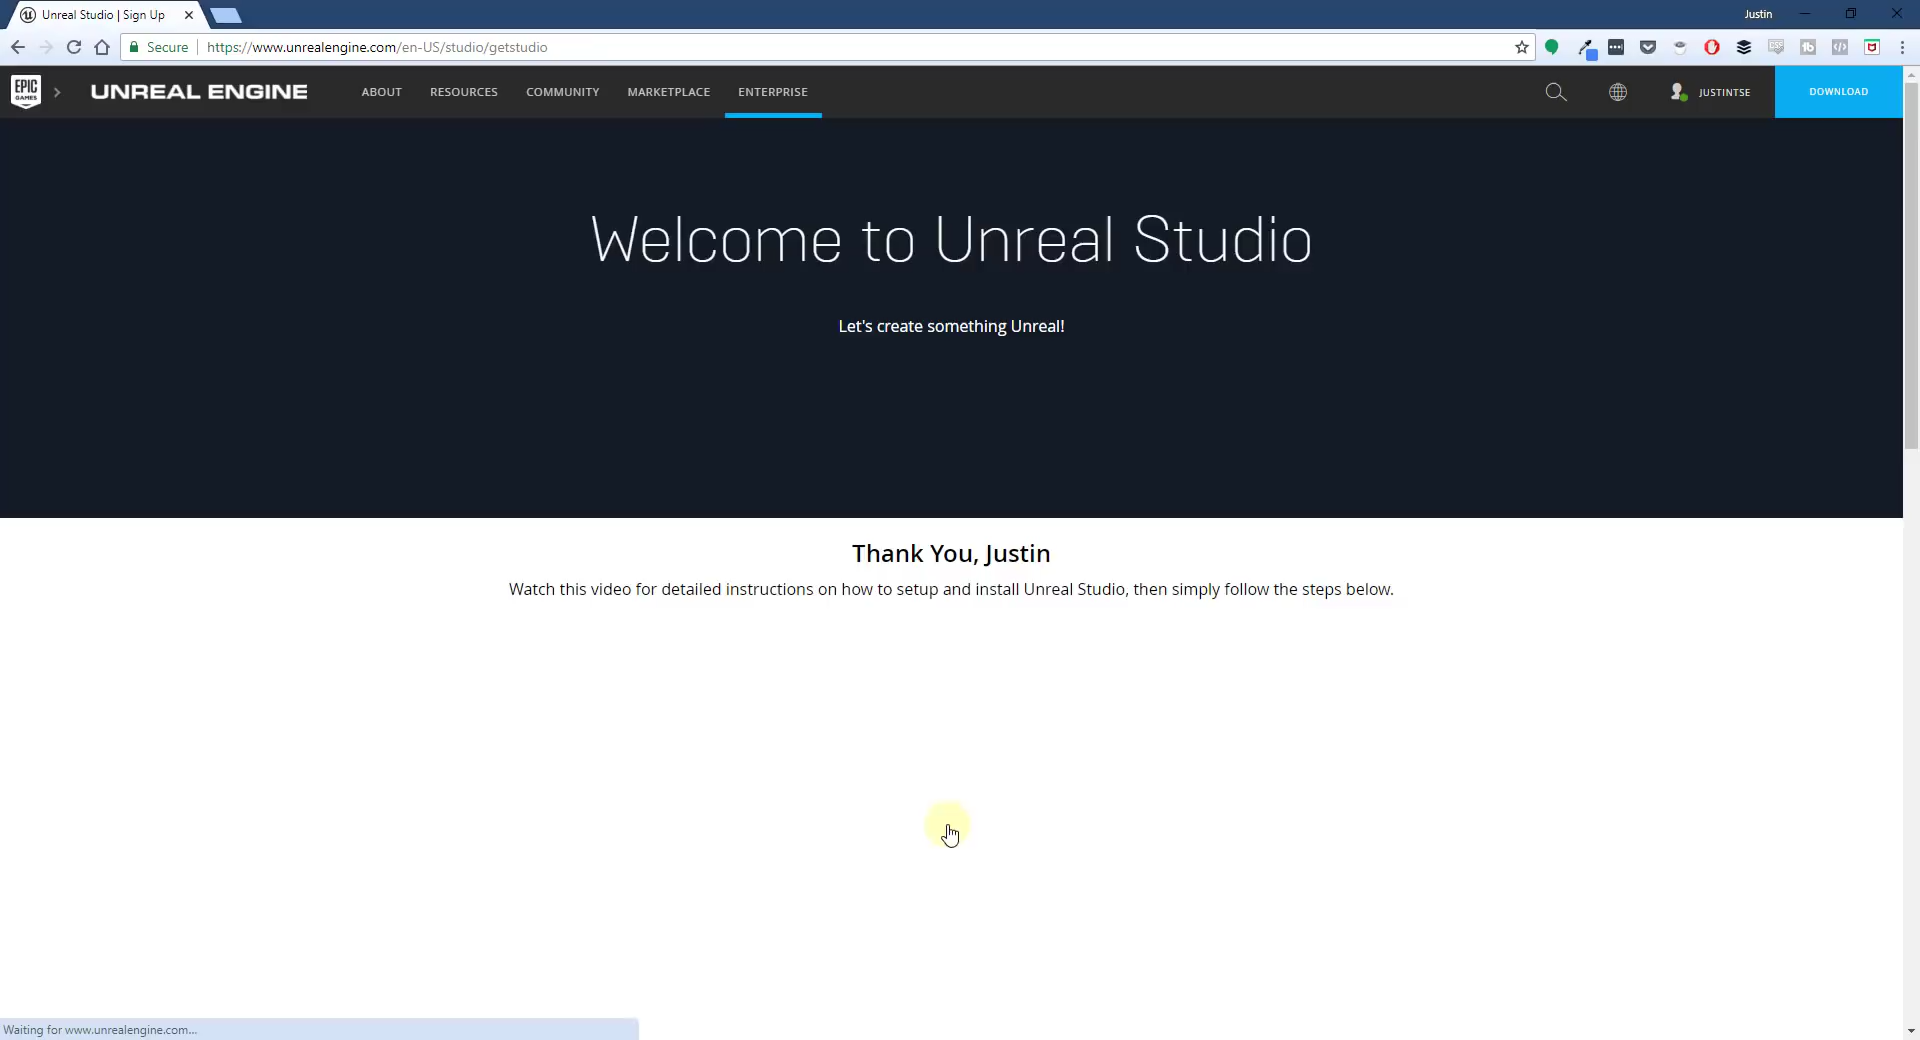 Unreal Studio | Sign Up
Justin
Secure
https://www.unrealengine.com/en-US/studio/getstudio
EPIC GAMES
UNREAL ENGINE
ABOUT
RESOURCES
COMMUNITY
MARKETPLACE
ENTERPRISE
JUSTINTSE
DOWNLOAD
Welcome to Unreal Studio
Let's create something Unreal!
Thank You, Justin
Watch this video for detailed instructions on how to setup and install Unreal Studio, then simply follow the steps below.
Waiting for www.unrealengine.com...